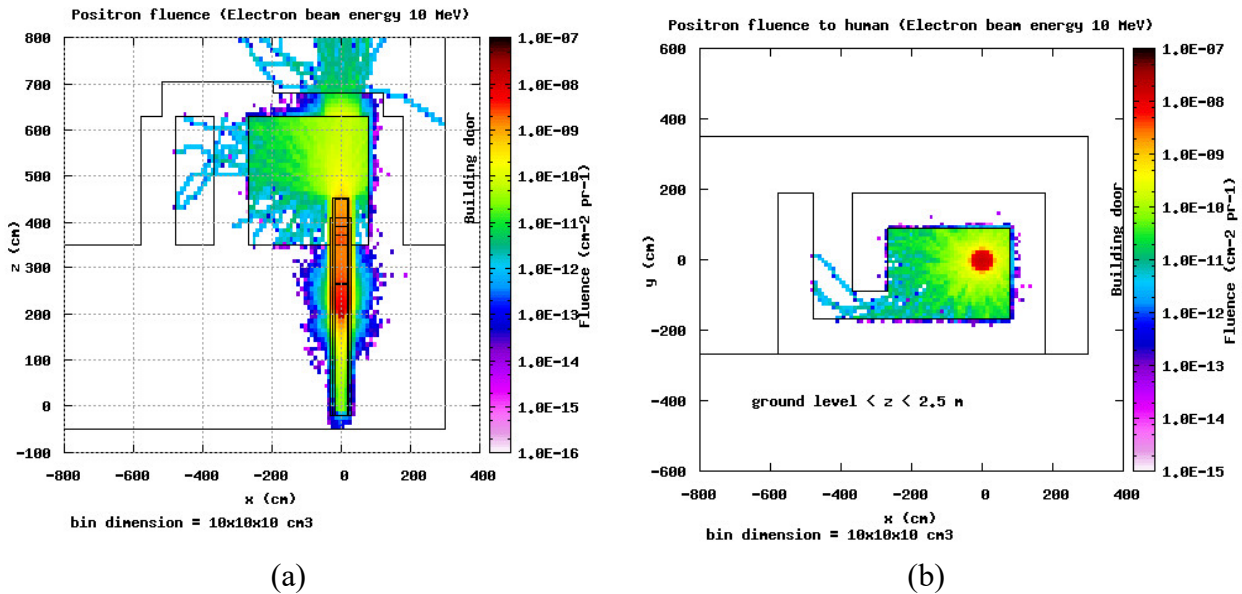 Positron fluence (Electron beam energy 10 MeV)
800
700
600
500
400
300
200
100
0
-100
z (cm)
-800
-600
-400
-200
0
200
400
x (cm)
bin dimension = 10x10x10 cm3
Building door
1.0E-07
1.0E-08
1.0E-09
1.0E-10
1.0E-11
1.0E-12
1.0E-13
1.0E-14
1.0E-15
1.0E-16
Fluence (cm-2 pr-1)
(a)
Positron fluence to human (Electron beam energy 10 MeV)
600
400
200
0
-200
-400
-600
y (cm)
ground level < z < 2.5 m
-800
-600
-400
-200
0
200
400
x (cm)
bin dimension = 10x10x10 cm3
Building door
1.0E-07
1.0E-08
1.0E-09
1.0E-10
1.0E-11
1.0E-12
1.0E-13
1.0E-14
1.0E-15
Fluence (cm-2 pr-1)
(b)